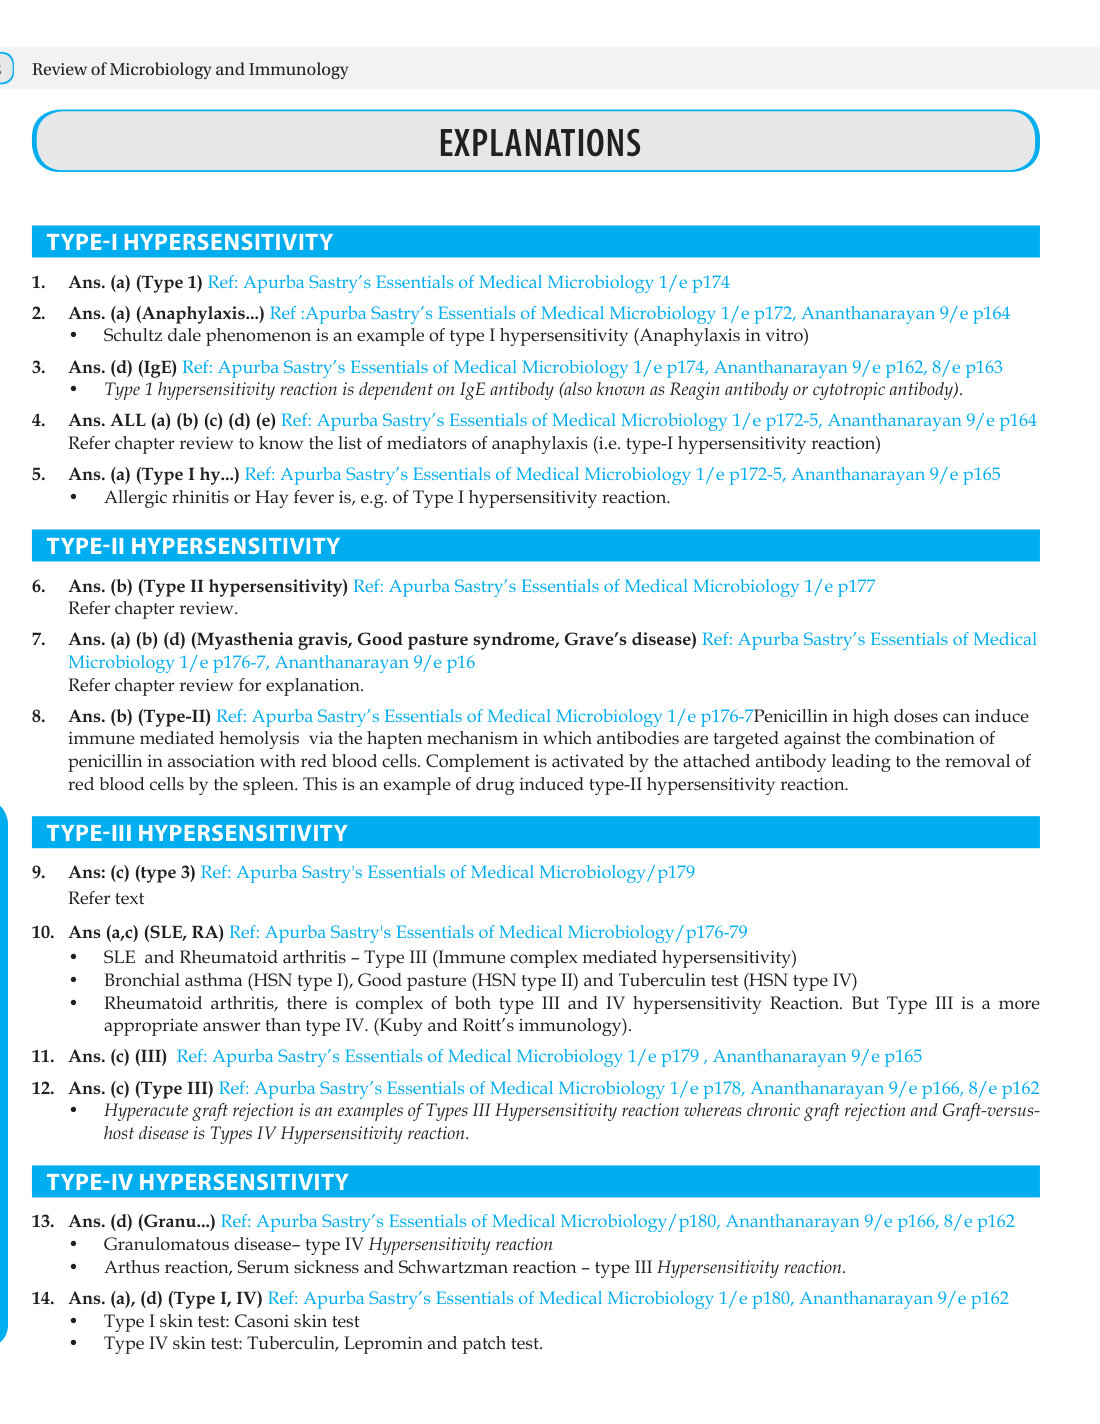 Review of Microbiology and Immunology
EXPLANATIONS
TYPE-I HYPERSENSITIVITY
1. Ans. (a) (Type 1) Ref: Apurba Sastry's Essentials of Medical Microbiology 1/e p174
2. Ans. (a) (Anaphylaxis...) Ref :Apurba Sastry's Essentials of Medical Microbiology 1/e p172, Ananthanarayan 9/e p164
• Schultz dale phenomenon is an example of type I hypersensitivity (Anaphylaxis in vitro)
3. Ans. (d) (IgE) Ref: Apurba Sastry's Essentials of Medical Microbiology 1/e p174, Ananthanarayan 9/e p162, 8/e p163
• Type 1 hypersensitivity reaction is dependent on IgE antibody (also known as Reagin antibody or cytotropic antibody).
4. Ans. ALL (a) (b) (c) (d) (e) Ref: Apurba Sastry's Essentials of Medical Microbiology 1/e p172-5, Ananthanarayan 9/e p164
Refer chapter review to know the list of mediators of anaphylaxis (i.e. type-I hypersensitivity reaction)
5. Ans. (a) (Type I hy...) Ref: Apurba Sastry's Essentials of Medical Microbiology 1/e p172-5, Ananthanarayan 9/e p165
• Allergic rhinitis or Hay fever is, e.g. of Type I hypersensitivity reaction.
TYPE-II HYPERSENSITIVITY
6. Ans. (b) (Type II hypersensitivity) Ref: Apurba Sastry's Essentials of Medical Microbiology 1/e p177
Refer chapter review.
7. Ans. (a) (b) (d) (Myasthenia gravis, Good pasture syndrome, Grave's disease) Ref: Apurba Sastry's Essentials of Medical
Microbiology 1/e p176-7, Ananthanarayan 9/e p16
Refer chapter review for explanation.
8. Ans. (b) (Type-II) Ref: Apurba Sastry's Essentials of Medical Microbiology 1/e p176-7Penicillin in high doses can induce
immune mediated hemolysis via the hapten mechanism in which antibodies are targeted against the combination of
penicillin in association with red blood cells. Complement is activated by the attached antibody leading to the removal of
red blood cells by the spleen. This is an example of drug induced type-II hypersensitivity reaction.
TYPE-III HYPERSENSITIVITY
9. Ans: (c) (type 3) Ref: Apurba Sastry's Essentials of Medical Microbiology/p179
Refer text
10. Ans (a,c) (SLE, RA) Ref: Apurba Sastry's Essentials of Medical Microbiology/p176-79
• SLE and Rheumatoid arthritis – Type III (Immune complex mediated hypersensitivity)
• Bronchial asthma (HSN type I), Good pasture (HSN type II) and Tuberculin test (HSN type IV)
• Rheumatoid arthritis, there is complex of both type III and IV hypersensitivity Reaction. But Type III is a more
appropriate answer than type IV. (Kuby and Roitt's immunology).
11. Ans. (c) (III) Ref: Apurba Sastry's Essentials of Medical Microbiology 1/e p179 , Ananthanarayan 9/e p165
12. Ans. (c) (Type III) Ref: Apurba Sastry's Essentials of Medical Microbiology 1/e p178, Ananthanarayan 9/e p166, 8/e p162
• Hyperacute graft rejection is an examples of Types III Hypersensitivity reaction whereas chronic graft rejection and Graft-versus-
host disease is Types IV Hypersensitivity reaction.
TYPE-IV HYPERSENSITIVITY
13. Ans. (d) (Granu...) Ref: Apurba Sastry's Essentials of Medical Microbiology/p180, Ananthanarayan 9/e p166, 8/e p162
• Granulomatous disease– type IV Hypersensitivity reaction
• Arthus reaction, Serum sickness and Schwartzman reaction – type III Hypersensitivity reaction.
14. Ans. (a), (d) (Type I, IV) Ref: Apurba Sastry's Essentials of Medical Microbiology 1/e p180, Ananthanarayan 9/e p162
• Type I skin test: Casoni skin test
• Type IV skin test: Tuberculin, Lepromin and patch test.